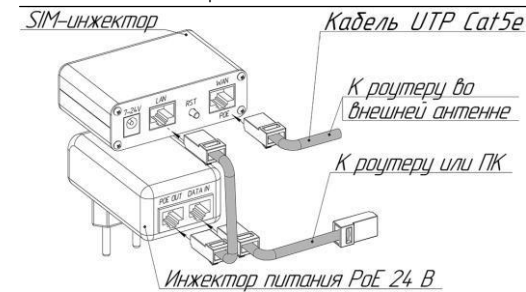 SIM-инжектор
Кабель UTP Cat5e
К роутеру во
внешней антенне
К роутеру или ПК
7-24V
LAN
RST
WAN
POE
POE OUT DATA IN
Инжектор питания PoE 24 В